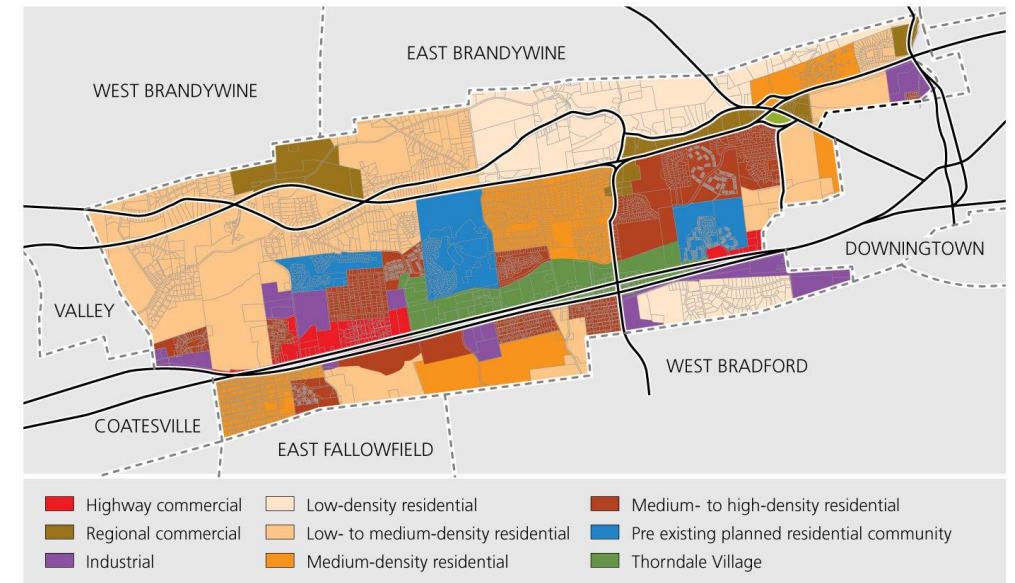 EAST BRANDYWINE
WEST BRANDYWINE
DOWNINGTOWN
VALLEY
WEST BRADFORD
COATESVILLE
EAST FALLOWFIELD
Highway commercial
Low-density residential
Medium- to high-density residential
Regional commercial
Low- to medium-density residential
Pre existing planned residential community
Industrial
Medium-density residential
Thorndale Village